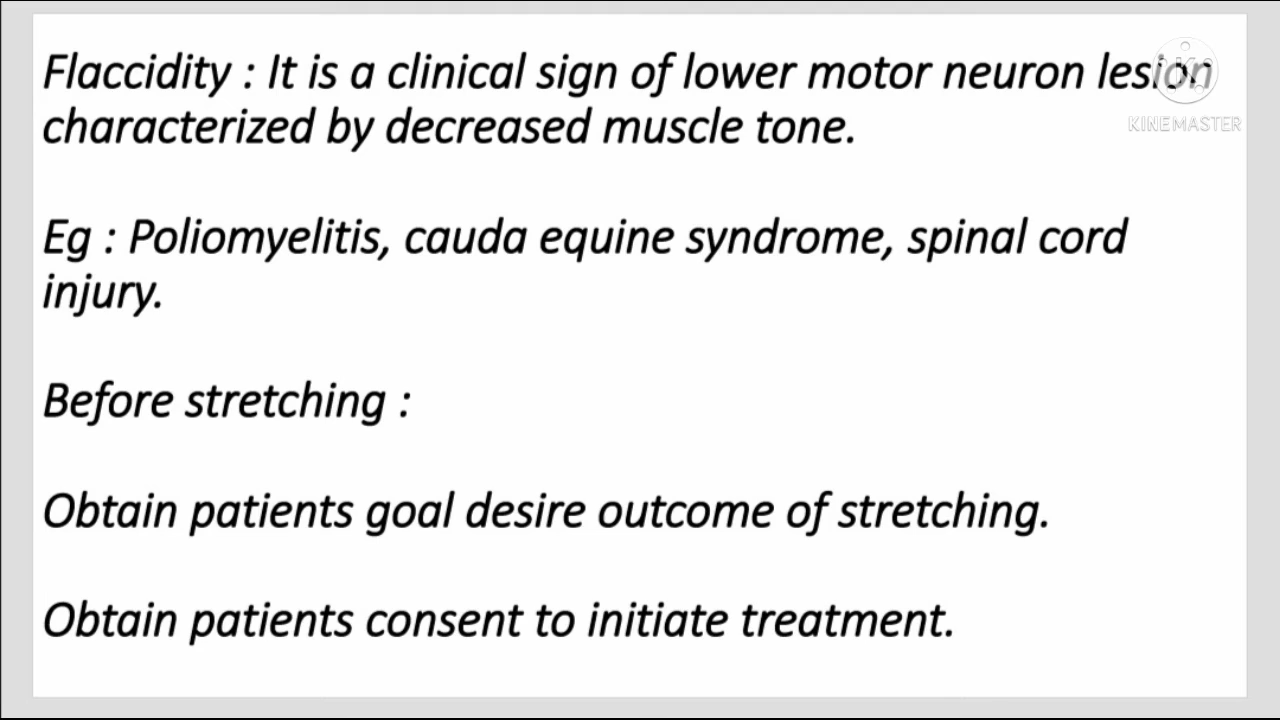 Flaccidity : It is a clinical sign of lower motor neuron lesion
characterized by decreased muscle tone.
Eg : Poliomyelitis, cauda equine syndrome, spinal cord
injury.
Before stretching :
Obtain patients goal desire outcome of stretching.
Obtain patients consent to initiate treatment.
KINEMASTER